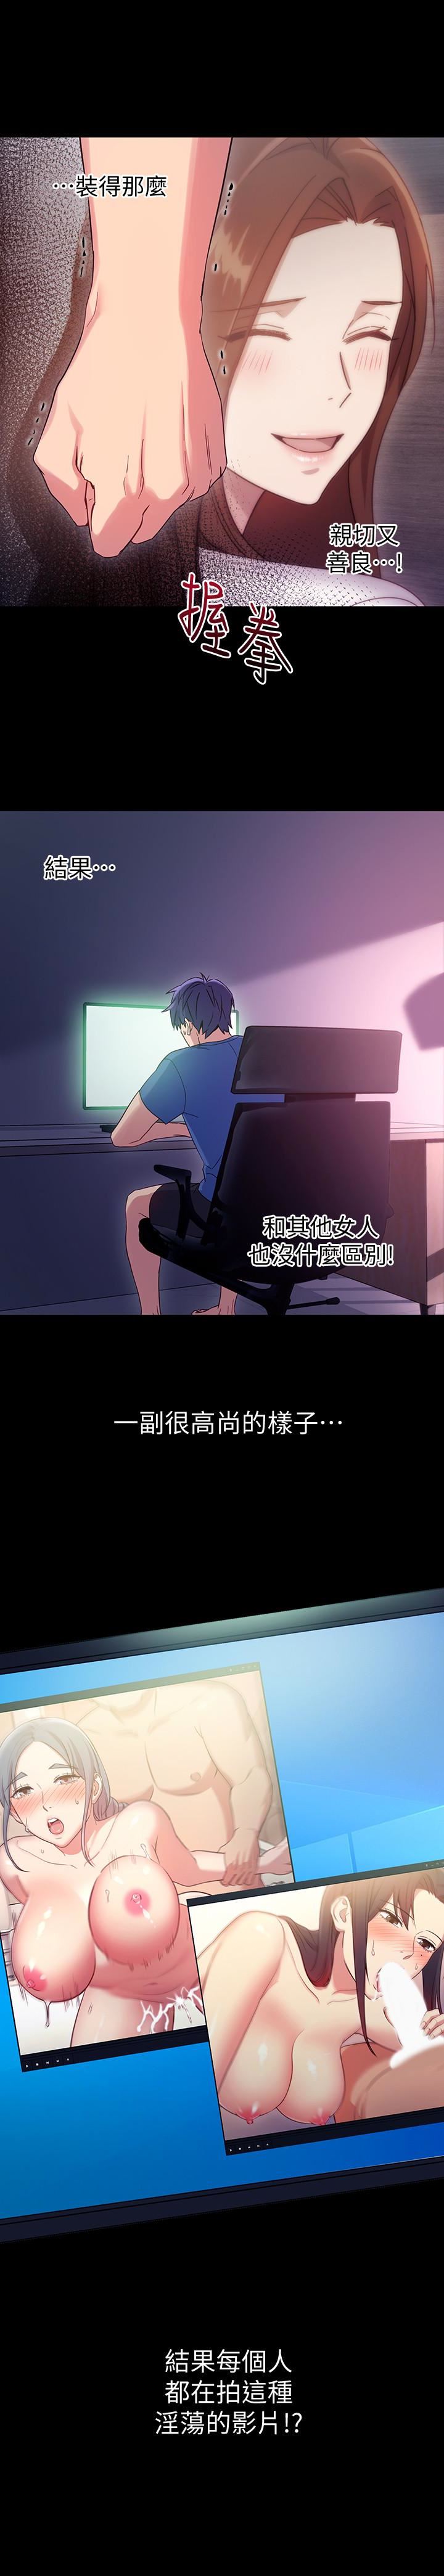 …裝得那麼
親切又
善良…!
握拳
結果…
和其他女人
也沒什麼區別!
一副很高尚的樣子…
結果每個人
都在拍這種
淫蕩的影片!?